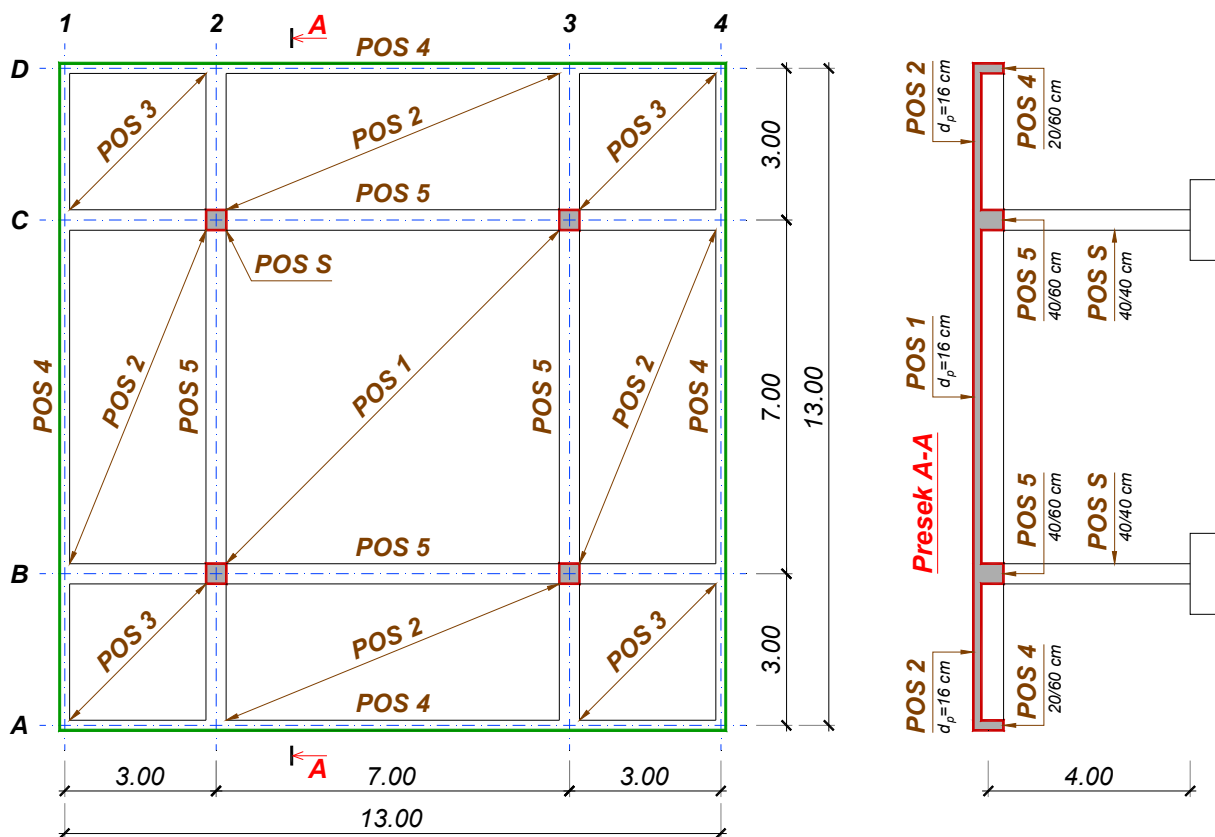 1 2 3 4
A
POS 4
D
POS 3
POS 2
POS 3
3.00
POS 5
C
POS S
POS 4
POS 2
POS 5
POS 1
POS 5
POS 2
POS 4
7.00
13.00
POS 5
B
POS 3
POS 2
POS 3
3.00
POS 4
A
A
3.00 7.00 3.00
13.00
POS 2
dp=16 cm
POS 4
20/60 cm
POS 5
40/60 cm
POS S
40/40 cm
POS 1
dp=16 cm
Presek A-A
POS 5
40/60 cm
POS S
40/40 cm
POS 2
dp=16 cm
POS 4
20/60 cm
4.00